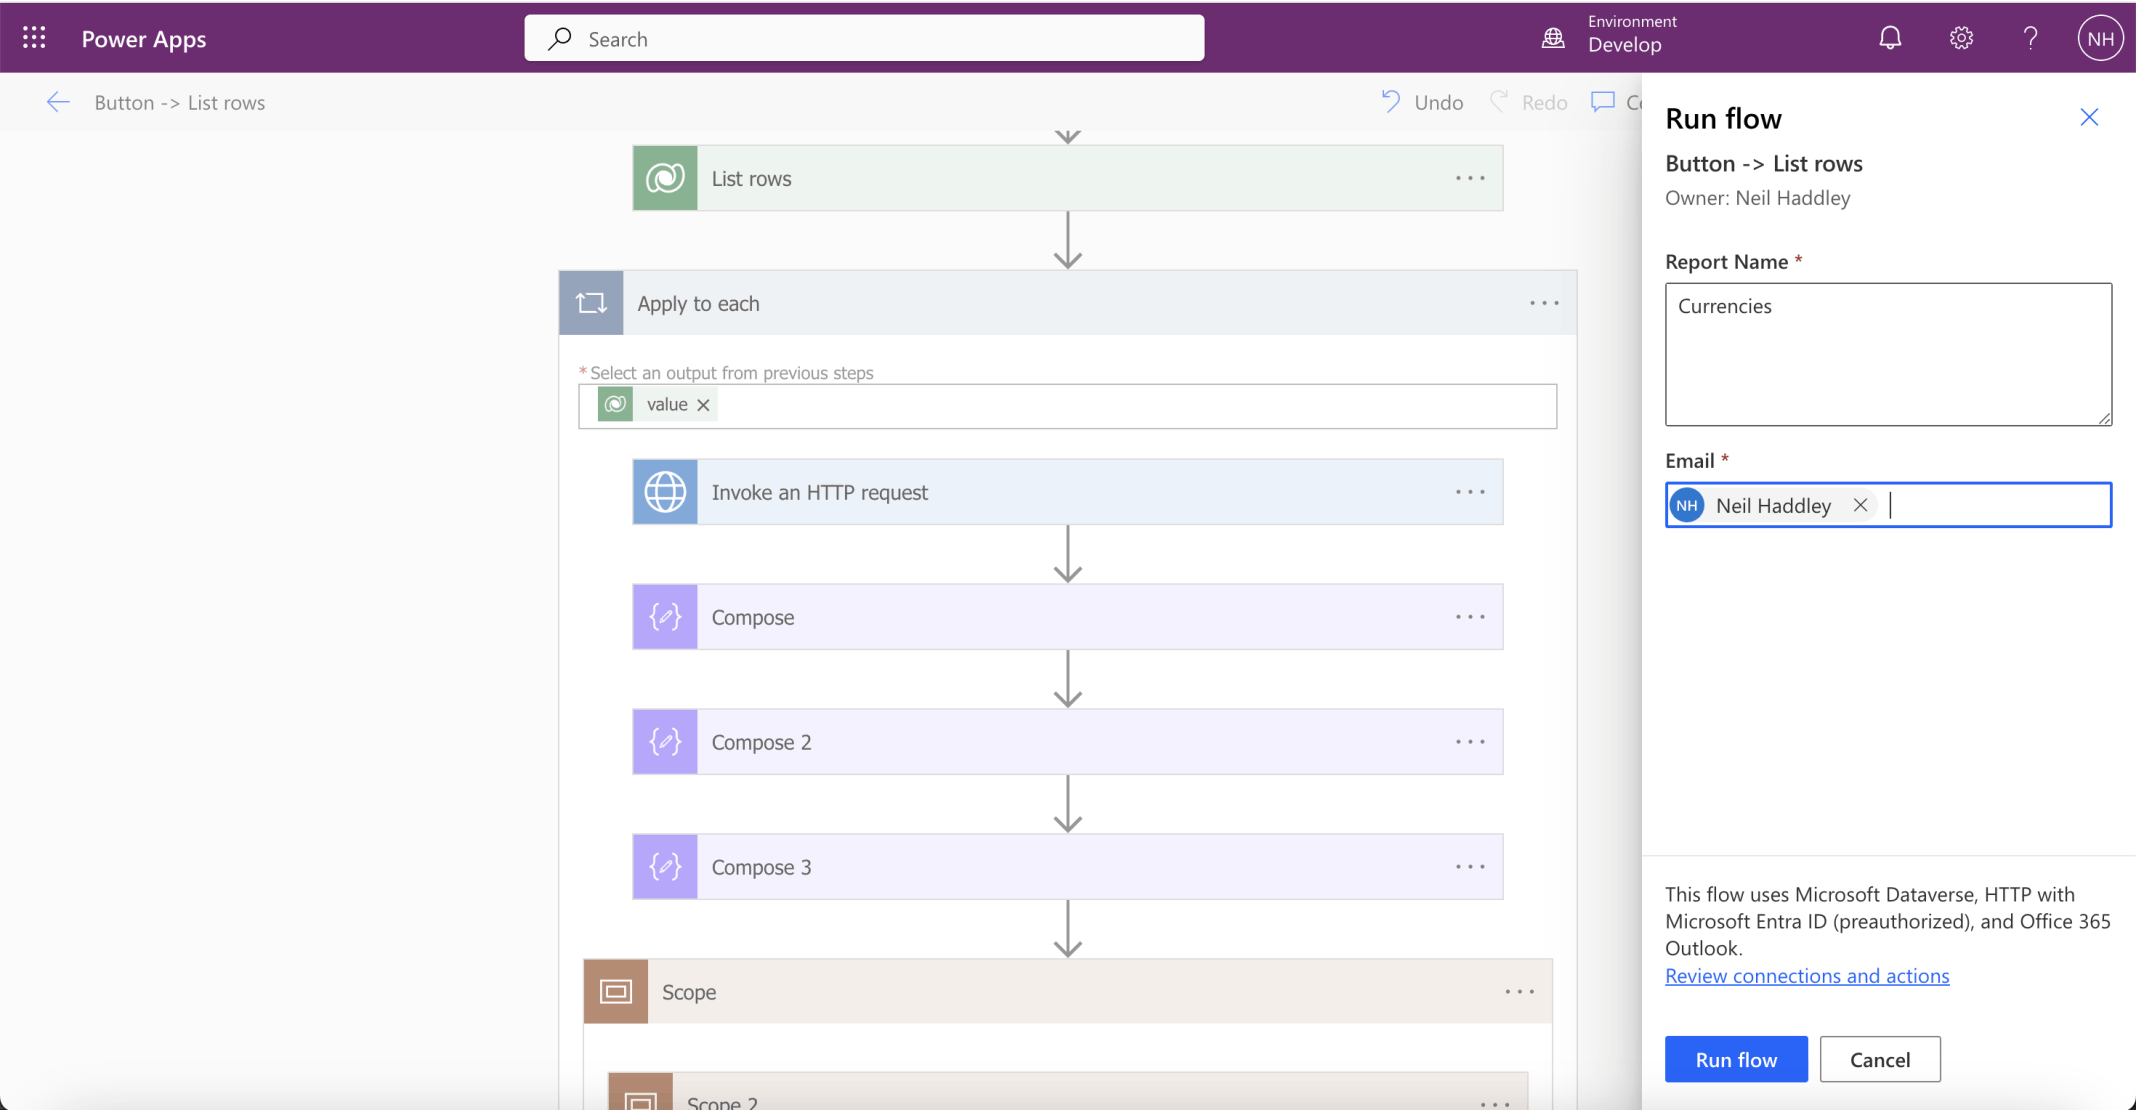 Power Apps
Search
Environment
Develop
NH
Button -> List rows
Undo
Redo
List rows
Apply to each
* Select an output from previous steps
value
Invoke an HTTP request
Compose
Compose 2
Compose 3
Scope
Scope 2
Run flow
Button -> List rows
Owner: Neil Haddley
Report Name *
Currencies
Email *
NH Neil Haddley
This flow uses Microsoft Dataverse, HTTP with
Microsoft Entra ID (preauthorized), and Office 365
Outlook.
Review connections and actions
Run flow
Cancel